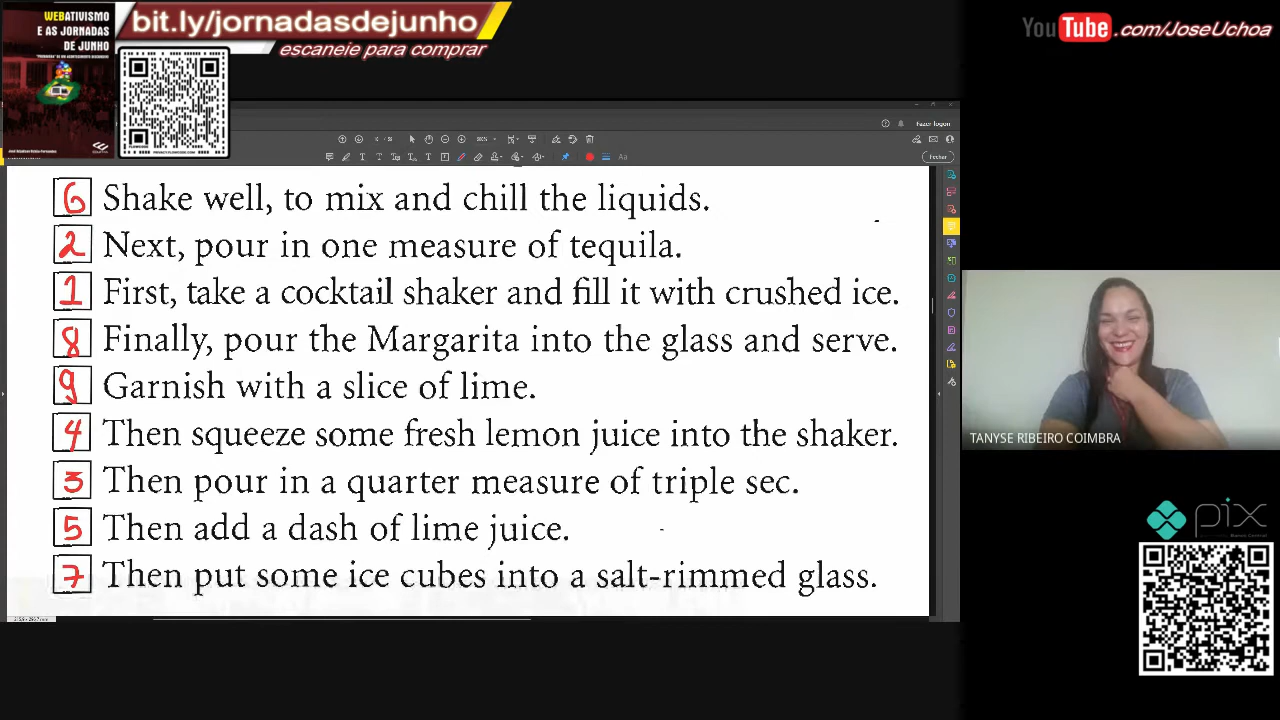 WEBATIVISMO
E AS JORNADAS
DE JUNHO
bit.ly/jornadasdejunho
escaneie para comprar
YouTube.com/JoseUchoa
Fazer logon
Fechar
6 Shake well, to mix and chill the liquids.
2 Next, pour in one measure of tequila.
1 First, take a cocktail shaker and fill it with crushed ice.
8 Finally, pour the Margarita into the glass and serve.
9 Garnish with a slice of lime.
4 Then squeeze some fresh lemon juice into the shaker.
3 Then pour in a quarter measure of triple sec.
5 Then add a dash of lime juice.
7 Then put some ice cubes into a salt-rimmed glass.
TANYSE RIBEIRO COIMBRA
pix